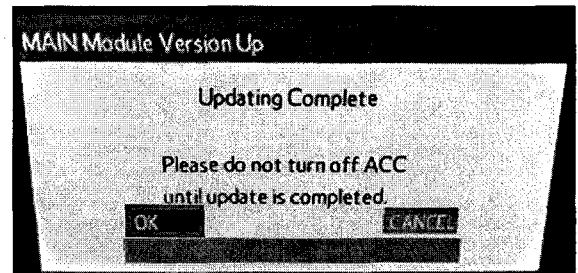 MAIN Module Version Up
Updating Complete
Please do not turn off ACC
until update is completed.
OK CANCEL